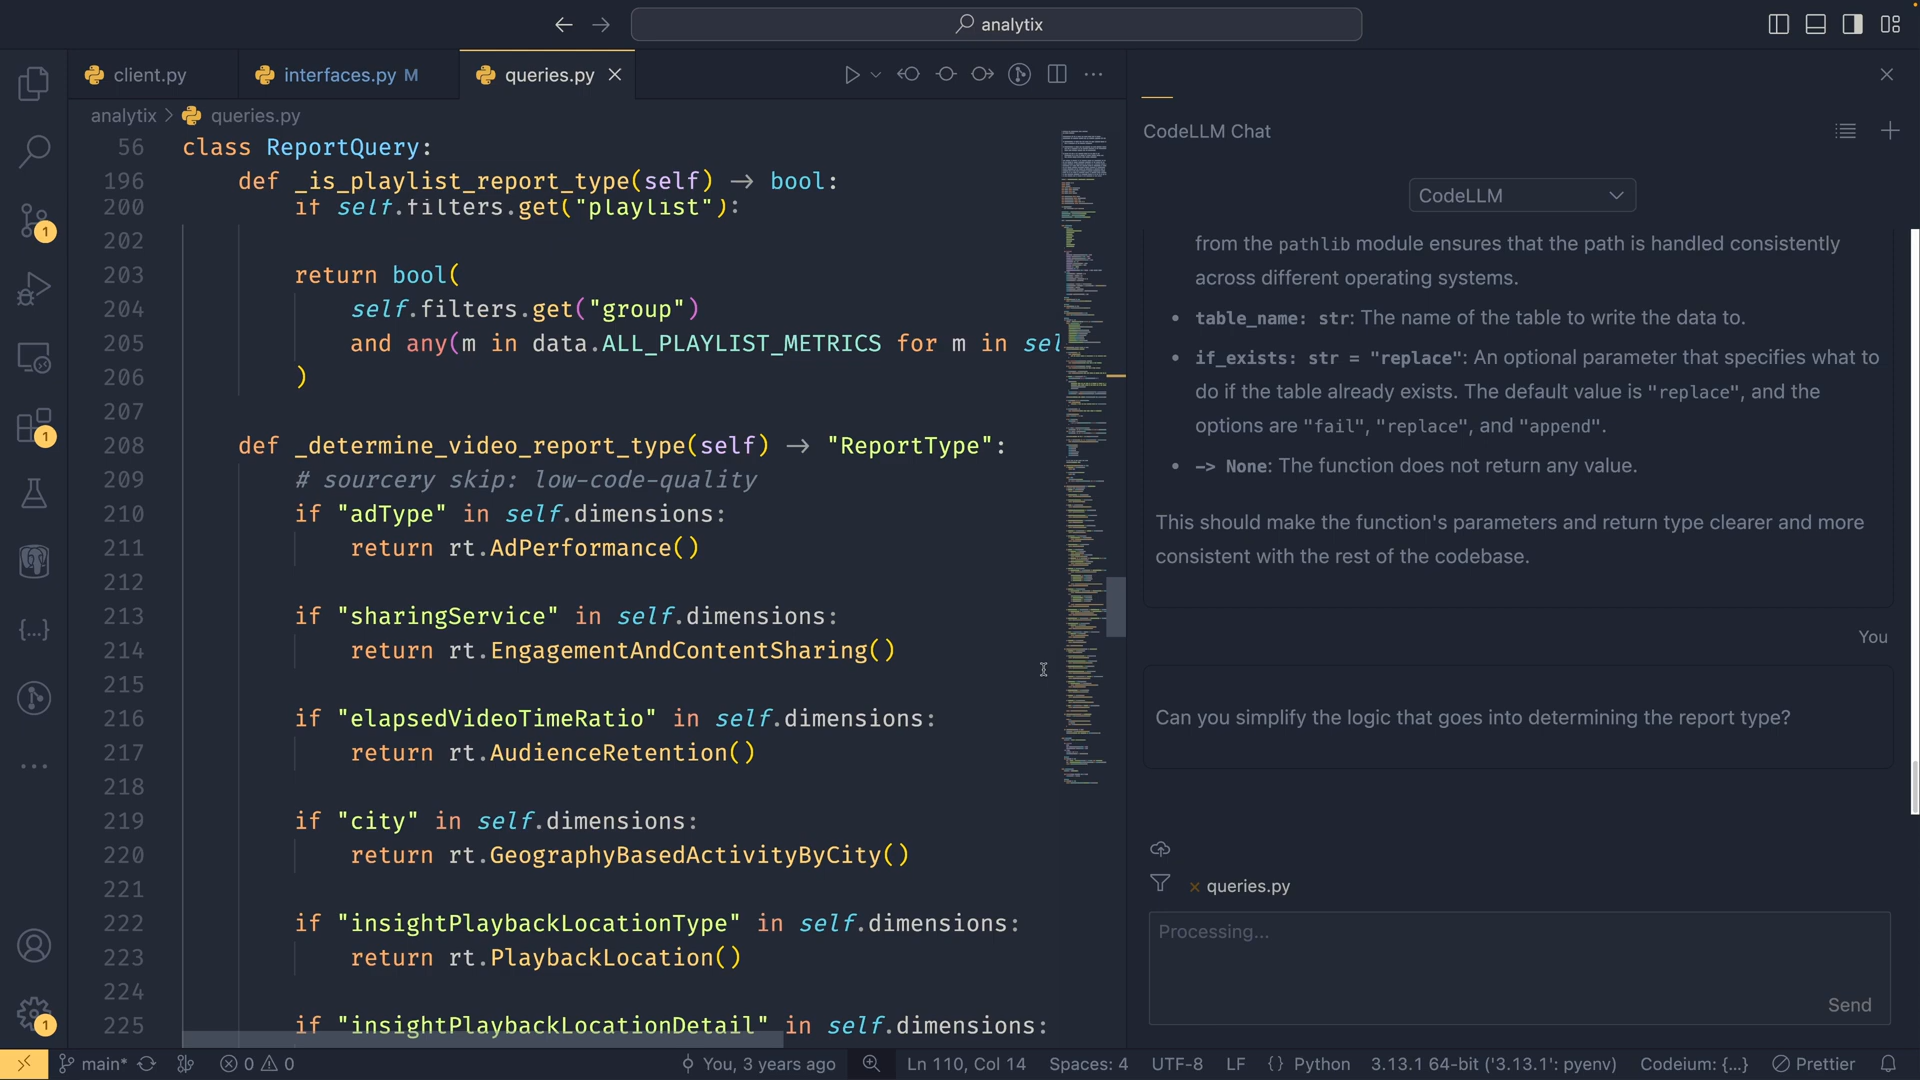 analytix
client.py
interfaces.py M
queries.py
analytix > queries.py
56 class ReportQuery:
196 def _is_playlist_report_type(self) → bool:
200 if self.filters.get("playlist"):
202
203 return bool(
204 self.filters.get("group")
205 and any(m in data.ALL_PLAYLIST_METRICS for m in sel
206 )
207
208 def _determine_video_report_type(self) → "ReportType":
209 # sourcery skip: low-code-quality
210 if "adType" in self.dimensions:
211 return rt.AdPerformance()
212
213 if "sharingService" in self.dimensions:
214 return rt.EngagementAndContentSharing()
215
216 if "elapsedVideoTimeRatio" in self.dimensions:
217 return rt.AudienceRetention()
218
219 if "city" in self.dimensions:
220 return rt.GeographyBasedActivityByCity()
221
222 if "insightPlaybackLocationType" in self.dimensions:
223 return rt.PlaybackLocation()
224
225 if "insightPlaybackLocationDetail" in self.dimensions:
1
1
1
CodeLLM Chat
CodeLLM
from the pathlib module ensures that the path is handled consistently
across different operating systems.
• table_name: str: The name of the table to write the data to.
• if_exists: str = "replace": An optional parameter that specifies what to
do if the table already exists. The default value is "replace", and the
options are "fail", "replace", and "append".
• -> None: The function does not return any value.
This should make the function's parameters and return type clearer and more
consistent with the rest of the codebase.
You
Can you simplify the logic that goes into determining the report type?
queries.py
Processing...
Send
main* 0 0 You, 3 years ago Ln 110, Col 14 Spaces: 4 UTF-8 LF {} Python 3.13.1 64-bit ('3.13.1': pyenv) Codeium: {...} Prettier